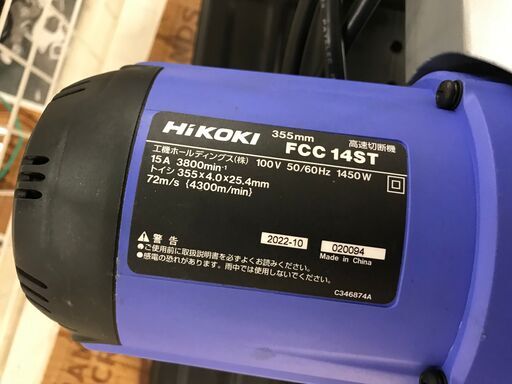 HiKOKI 355mm 高速切断機
FCC 14ST
工機ホールディングス(株) 100V 50/60Hz 1450W
15A 3800min⁻¹
トイシ 355×4.0×25.4mm
72m/s {4300m/min}
警告
●ご使用前に取扱説明書を必ずよくお読みください。
●感電の恐れがあります。雨中では使用しないでください。
2022-10
020094
Made in China
C346874A